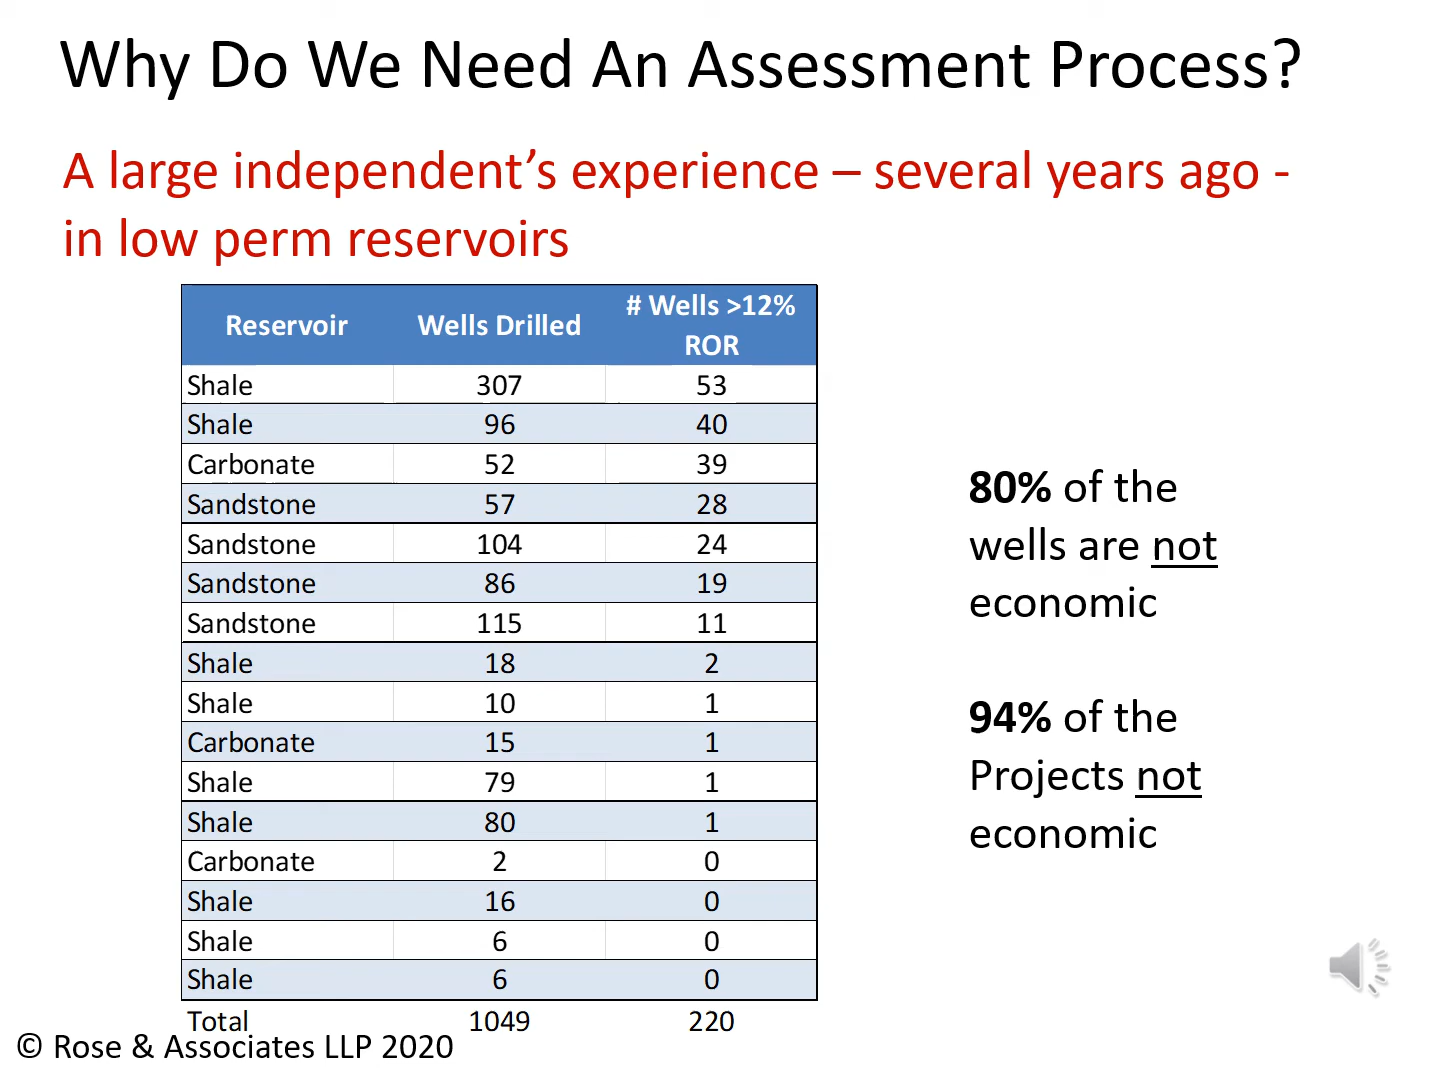 Why Do We Need An Assessment Process?
A large independent’s experience – several years ago -
in low perm reservoirs
Reservoir Wells Drilled # Wells >12% ROR
Shale 307 53
Shale 96 40
Carbonate 52 39
Sandstone 57 28
Sandstone 104 24
Sandstone 86 19
Sandstone 115 11
Shale 18 2
Shale 10 1
Carbonate 15 1
Shale 79 1
Shale 80 1
Carbonate 2 0
Shale 16 0
Shale 6 0
Shale 6 0
Total 1049 220
80% of the
wells are not
economic
94% of the
Projects not
economic
© Rose & Associates LLP 2020